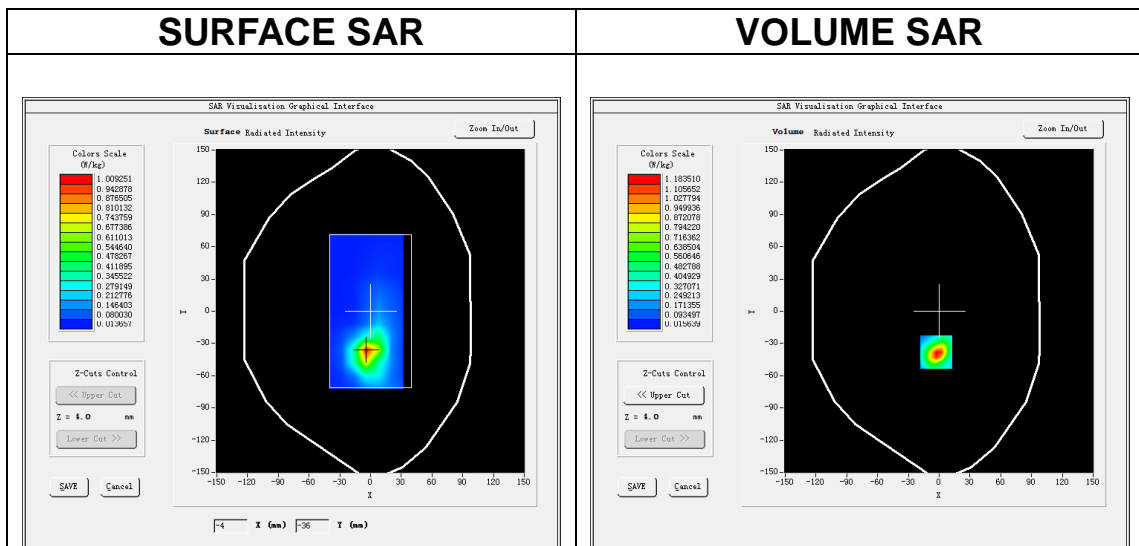 SURFACE SAR
VOLUME SAR
SAR Visualisation Graphical Interface
Surface Radiated Intensity
Zoom In/Out
Colors Scale
(W/kg)
1.009251
0.942878
0.876505
0.810132
0.743759
0.677386
0.611013
0.544640
0.478267
0.411895
0.345522
0.279149
0.212776
0.146403
0.080030
0.013657
150
120
90
60
30
0
-30
-60
-90
-120
-150
Y
-150 -120 -90 -60 -30 0 30 60 90 120 150
X
Z-Cuts Control
<< Upper Cut
Z = 4.0 mm
Lower Cut >>
SAVE Cancel
-4 X (mm) -36 Y (mm)
SAR Visualisation Graphical Interface
Volume Radiated Intensity
Zoom In/Out
Colors Scale
(W/kg)
1.183510
1.105652
1.027794
0.949936
0.872078
0.794220
0.716362
0.638504
0.560646
0.482788
0.404929
0.327071
0.249213
0.171355
0.093497
0.015639
150
120
90
60
30
0
-30
-60
-90
-120
-150
Y
-150 -120 -90 -60 -30 0 30 60 90 120 150
X
Z-Cuts Control
<< Upper Cut
Z = 4.0 mm
Lower Cut >>
SAVE Cancel